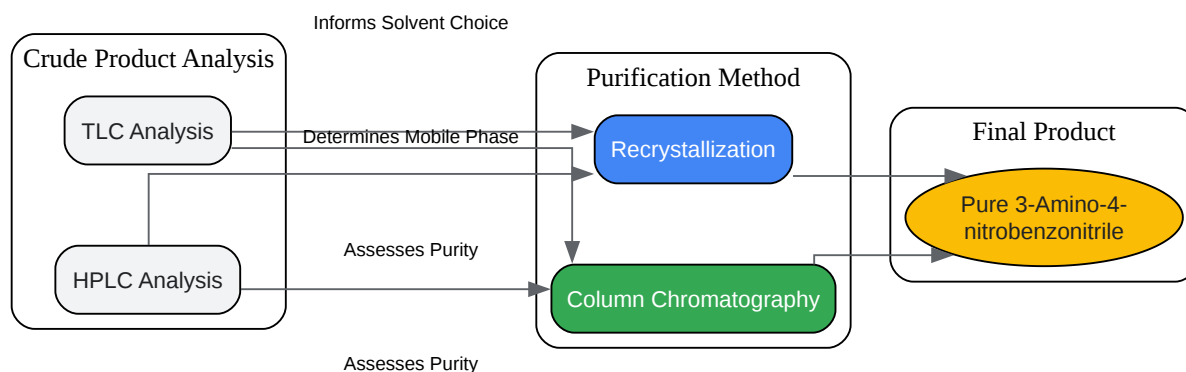 Informs Solvent Choice
Crude Product Analysis
Purification Method
Final Product
TLC Analysis
Determines Mobile Phase
Recrystallization
Pure 3-Amino-4-
nitrobenzonitrile
HPLC Analysis
Assesses Purity
Column Chromatography
Assesses Purity